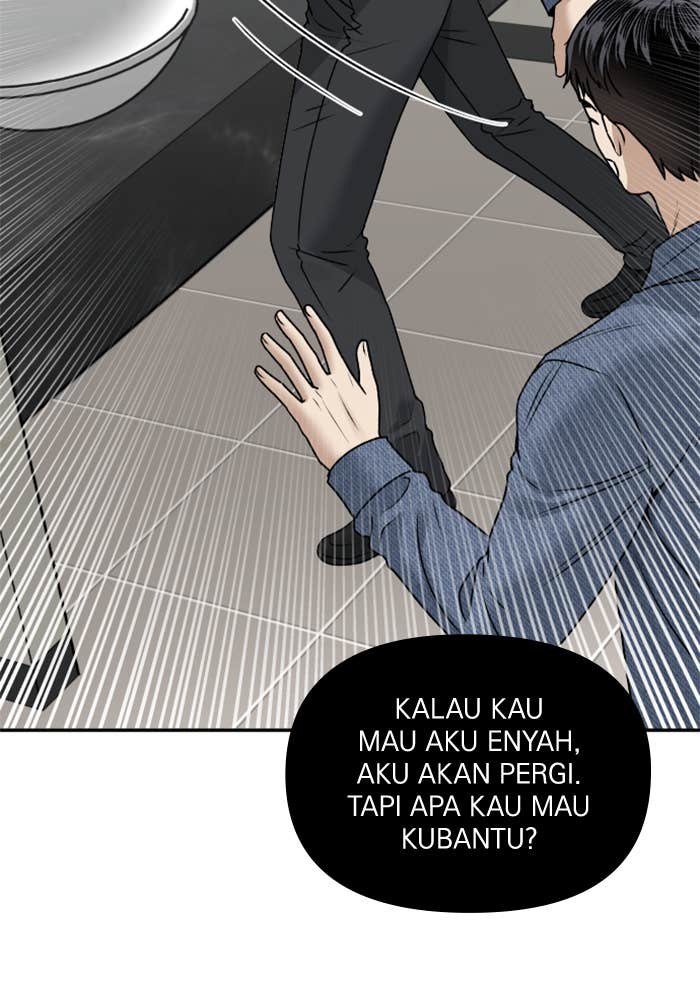 KALAU KAU
MAU AKU ENYAH,
AKU AKAN PERGI.
TAPI APA KAU MAU
KUBANTU?